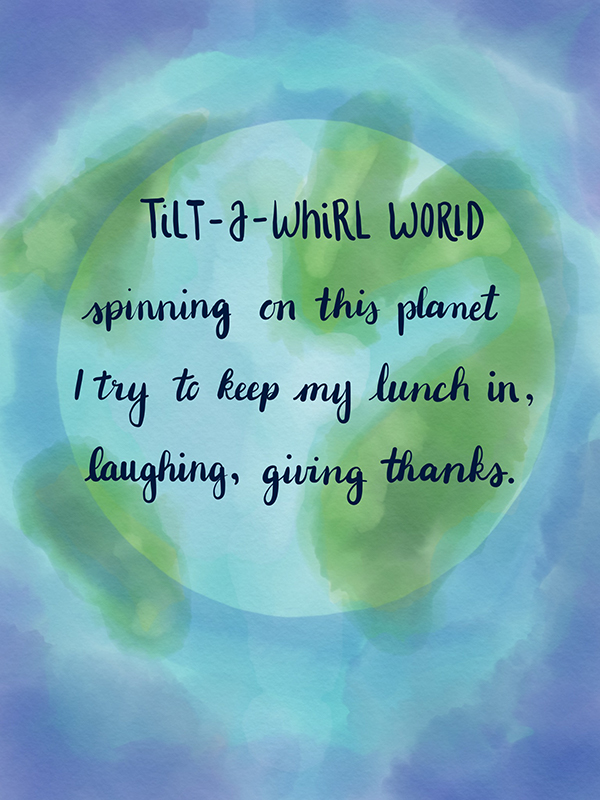 TiLT-a-WhiRL WORLD
spinning on this planet
I try to keep my lunch in,
laughing, giving thanks.